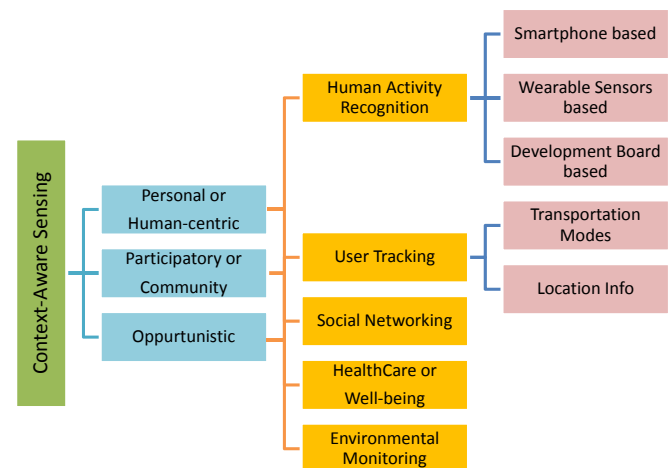 Context-Aware Sensing
Personal or
Human-centric
Participatory or
Community
Oppurtunistic
Human Activity
Recognition
User Tracking
Social Networking
HealthCare or
Well-being
Environmental
Monitoring
Smartphone based
Wearable Sensors
based
Development Board
based
Transportation
Modes
Location Info